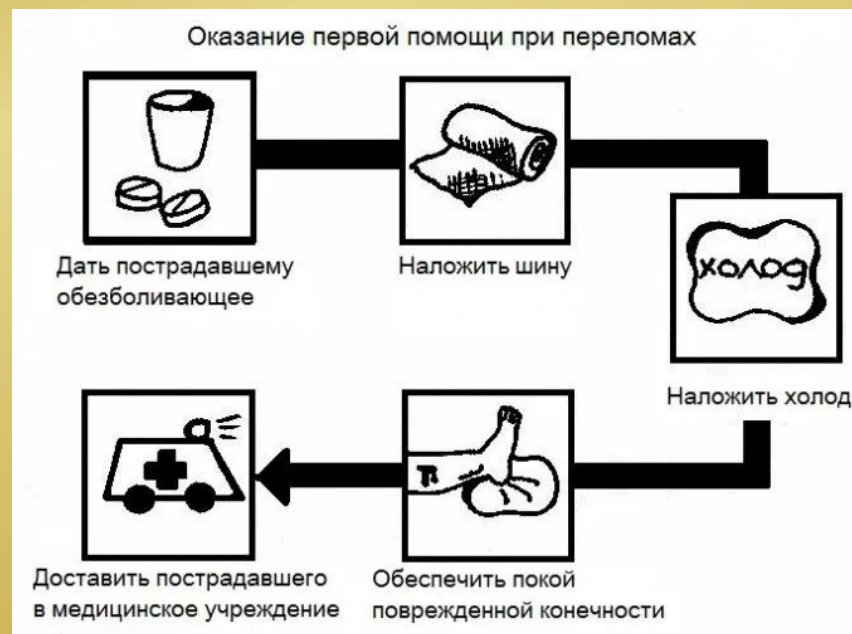 Оказание первой помощи при переломах
Дать пострадавшему
обезболивающее
Наложить шину
холод
Наложить холод
Обеспечить покой
поврежденной конечности
Доставить пострадавшего
в медицинское учреждение